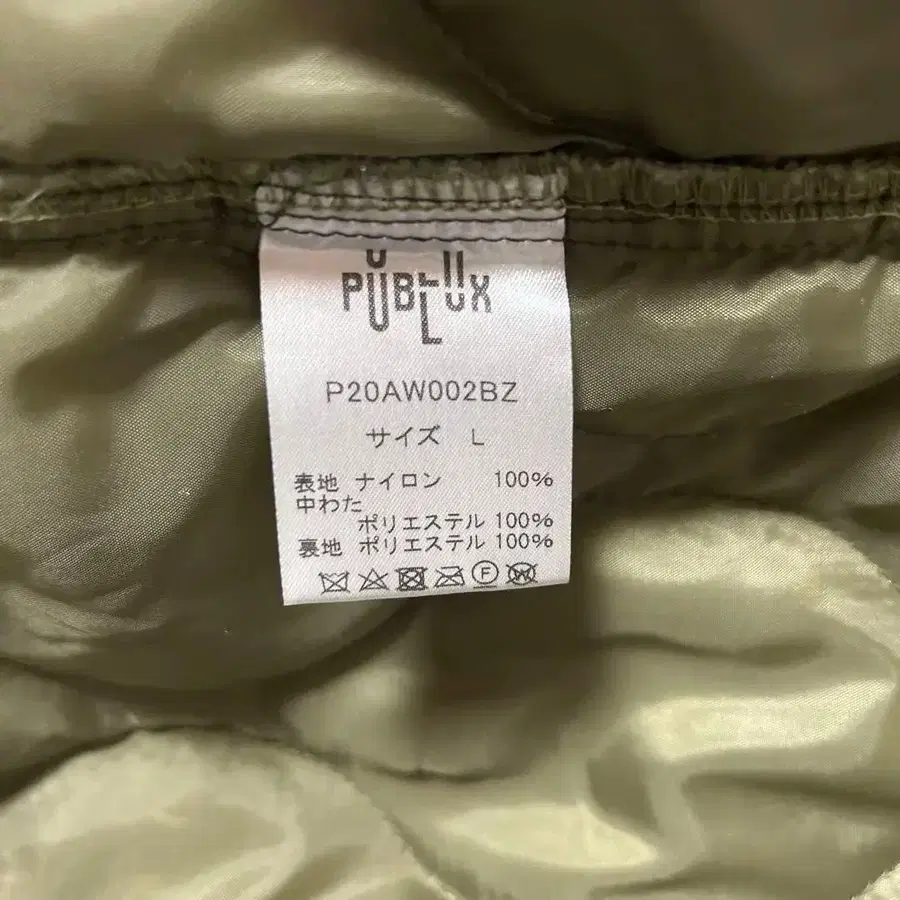 PUBLUX
P20AW002BZ
サイズ L
表地 ナイロン 100%
中わた
ポリエステル 100%
裏地 ポリエステル 100%
F
W